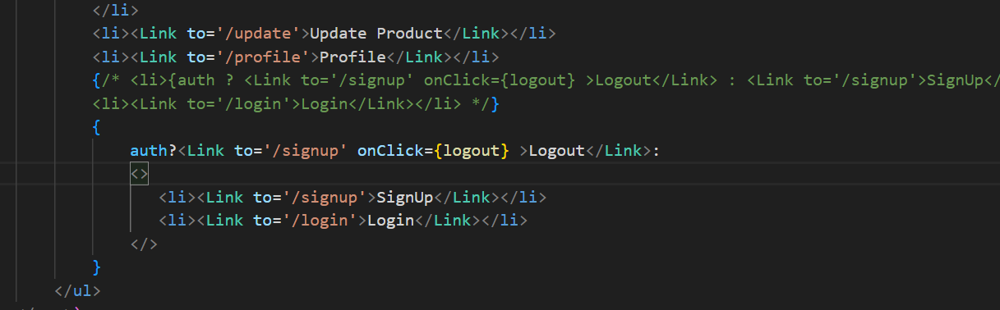 </li>
<li><Link to='/update'>Update Product</Link></li>
<li><Link to='/profile'>Profile</Link></li>
{/* <li>{auth ? <Link to='/signup' onClick={logout} >Logout</Link> : <Link to='/signup'>SignUp</
<li><Link to='/login'>Login</Link></li> */}
{
auth?<Link to='/signup' onClick={logout} >Logout</Link>:
<>
<li><Link to='/signup'>SignUp</Link></li>
<li><Link to='/login'>Login</Link></li>
</>
}
</ul>